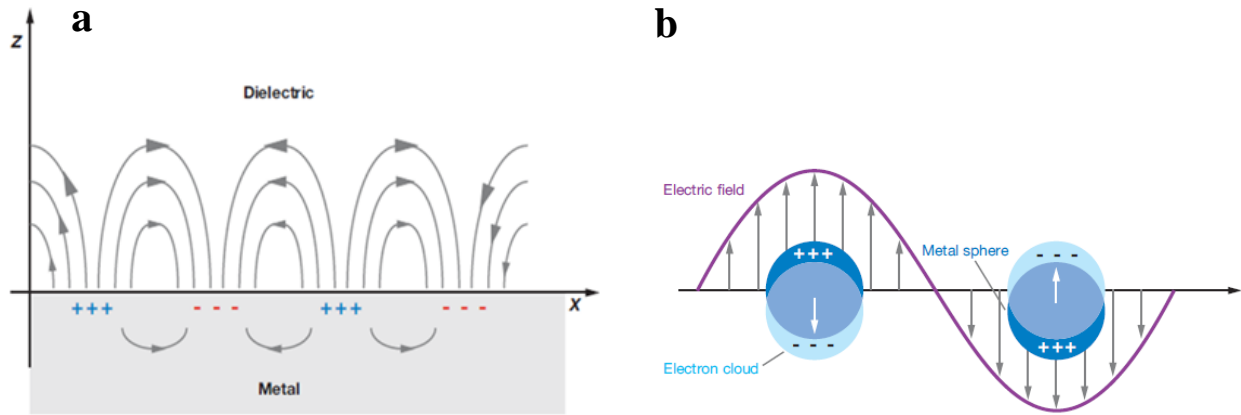 a
z
Dielectric
+++ - - - +++ - - -
x
Metal
b
Electric field
Metal sphere
+++
- - -
- - -
+++
Electron cloud